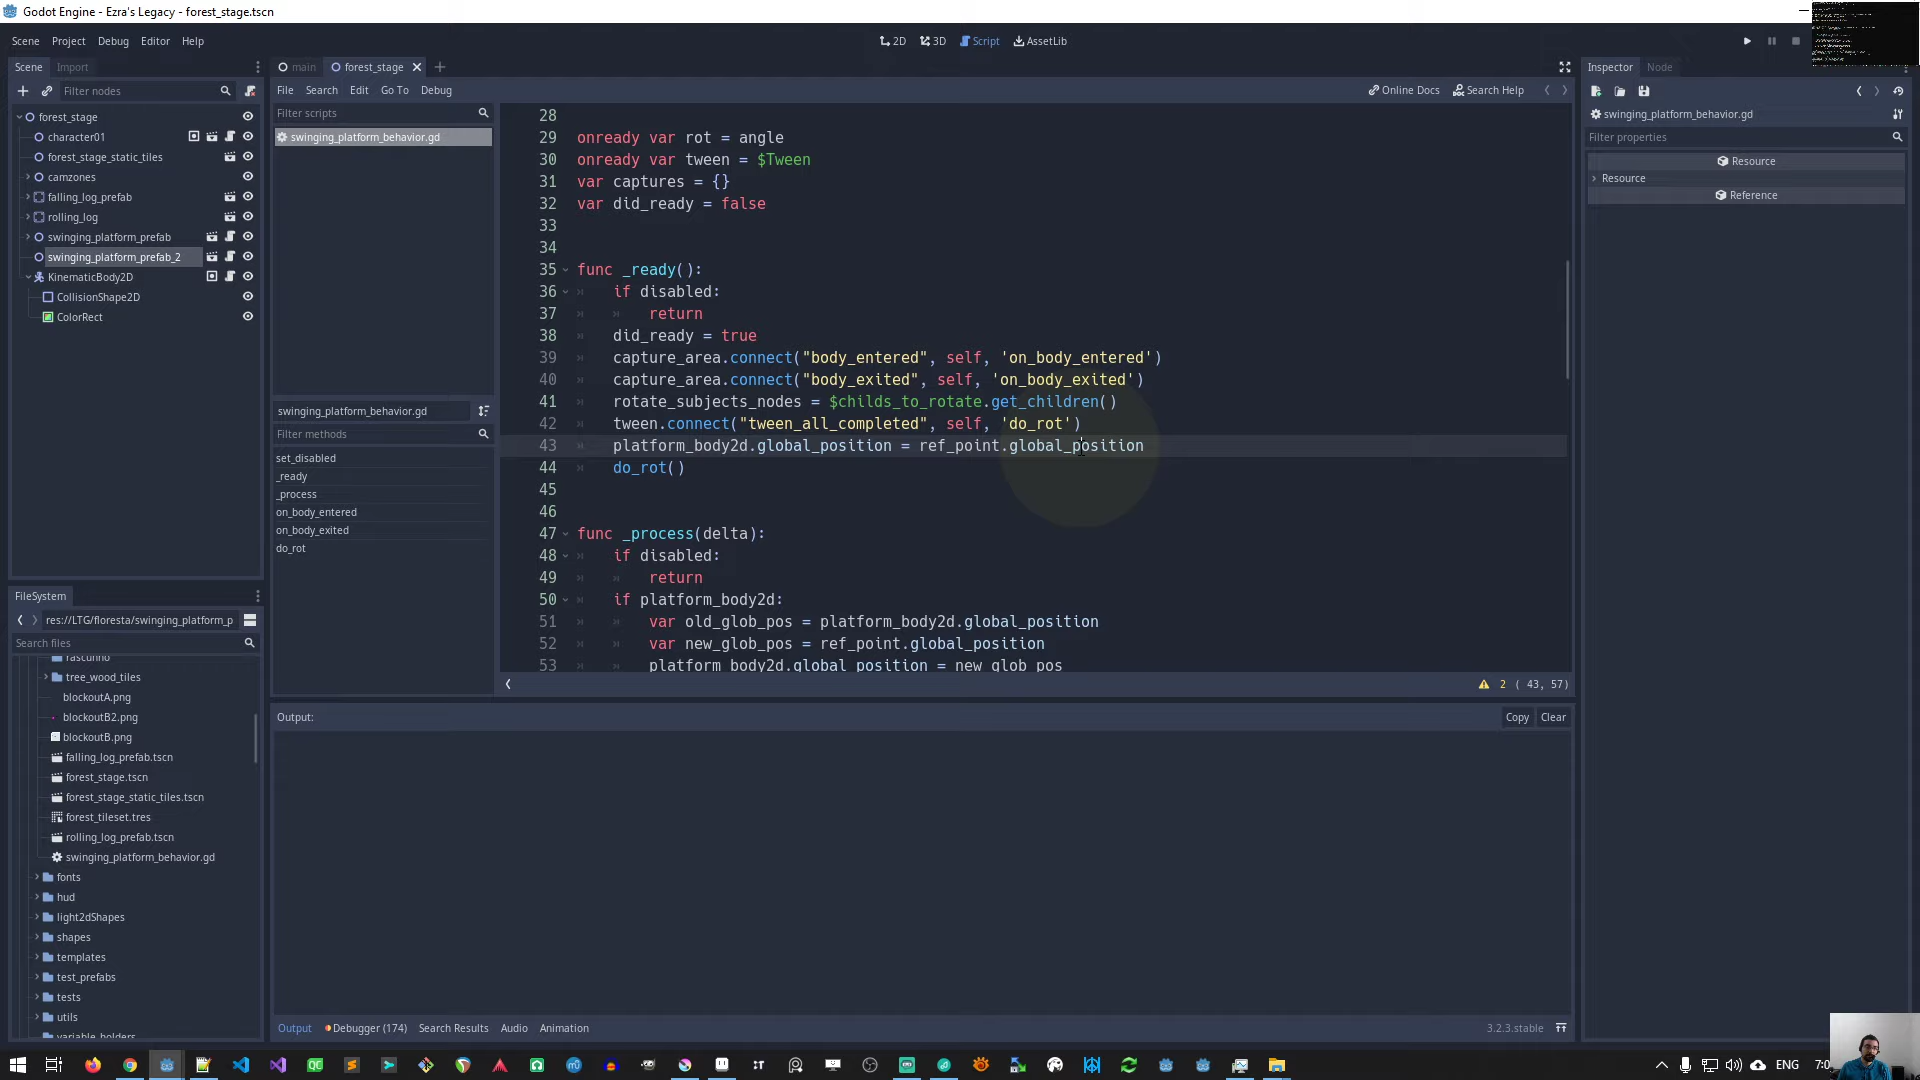 Godot Engine - Ezra's Legacy - forest_stage.tscn
Scene Project Debug Editor Help
2D 3D Script AssetLib
Scene Import
Filter nodes
forest_stage
character01
forest_stage_static_tiles
camzones
falling_log_prefab
rolling_log
swinging_platform_prefab
swinging_platform_prefab_2
KinematicBody2D
CollisionShape2D
ColorRect
FileSystem
res://LTG/floresta/swinging_platform_p
Search files
rascunho
tree_wood_tiles
blockoutA.png
blockoutB2.png
blockoutB.png
falling_log_prefab.tscn
forest_stage.tscn
forest_stage_static_tiles.tscn
forest_tileset.tres
rolling_log_prefab.tscn
swinging_platform_behavior.gd
fonts
hud
light2dShapes
shapes
templates
test_prefabs
tests
utils
variable_holders
main forest_stage
File Search Edit Go To Debug
Online Docs Search Help
Filter scripts
swinging_platform_behavior.gd
swinging_platform_behavior.gd
Filter methods
set_disabled
_ready
_process
on_body_entered
on_body_exited
do_rot
28
29 onready var rot = angle
30 onready var tween = $Tween
31 var captures = {}
32 var did_ready = false
33
34
35 func _ready():
36 if disabled:
37 return
38 did_ready = true
39 capture_area.connect("body_entered", self, 'on_body_entered')
40 capture_area.connect("body_exited", self, 'on_body_exited')
41 rotate_subjects_nodes = $childs_to_rotate.get_children()
42 tween.connect("tween_all_completed", self, 'do_rot')
43 platform_body2d.global_position = ref_point.global_position
44 do_rot()
45
46
47 func _process(delta):
48 if disabled:
49 return
50 if platform_body2d:
51 var old_glob_pos = platform_body2d.global_position
52 var new_glob_pos = ref_point.global_position
53 platform_body2d.global_position = new_glob_pos
2 ( 43, 57)
Output:
Copy Clear
Output Debugger (174) Search Results Audio Animation
3.2.3.stable
Inspector Node
swinging_platform_behavior.gd
Filter properties
Resource
Resource
Reference
ENG